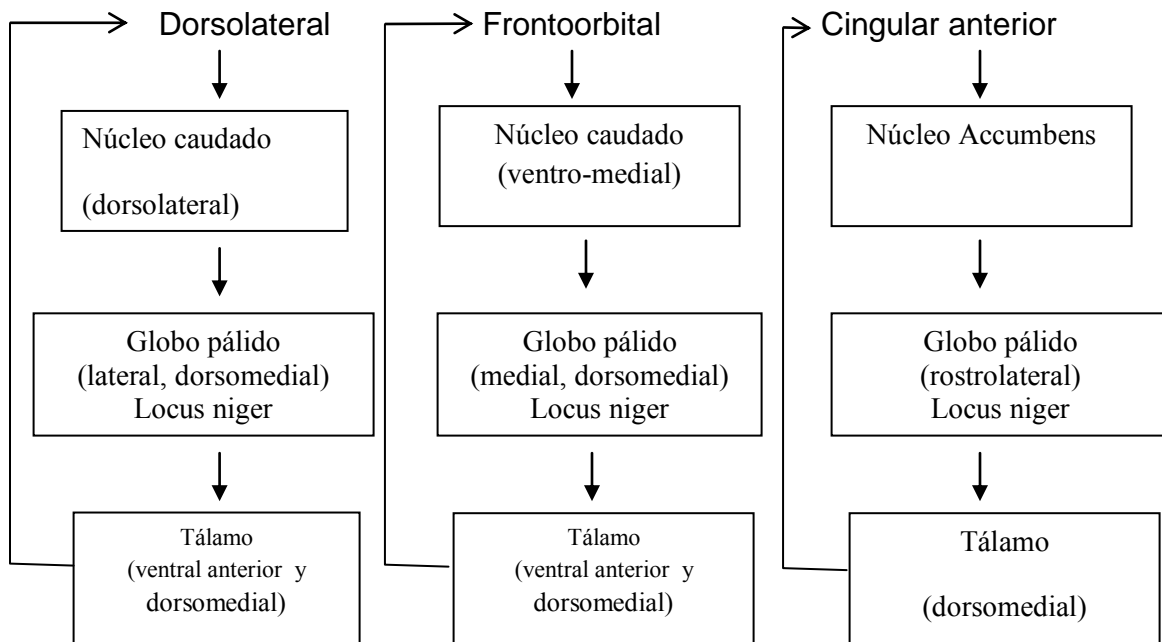 Dorsolateral
Núcleo caudado
(dorsolateral)
Globo pálido
(lateral, dorsomedial)
Locus niger
Tálamo
(ventral anterior y
dorsomedial)
Frontoorbital
Núcleo caudado
(ventro-medial)
Globo pálido
(medial, dorsomedial)
Locus niger
Tálamo
(ventral anterior y
dorsomedial)
Cingular anterior
Núcleo Accumbens
Globo pálido
(rostrolateral)
Locus niger
Tálamo
(dorsomedial)